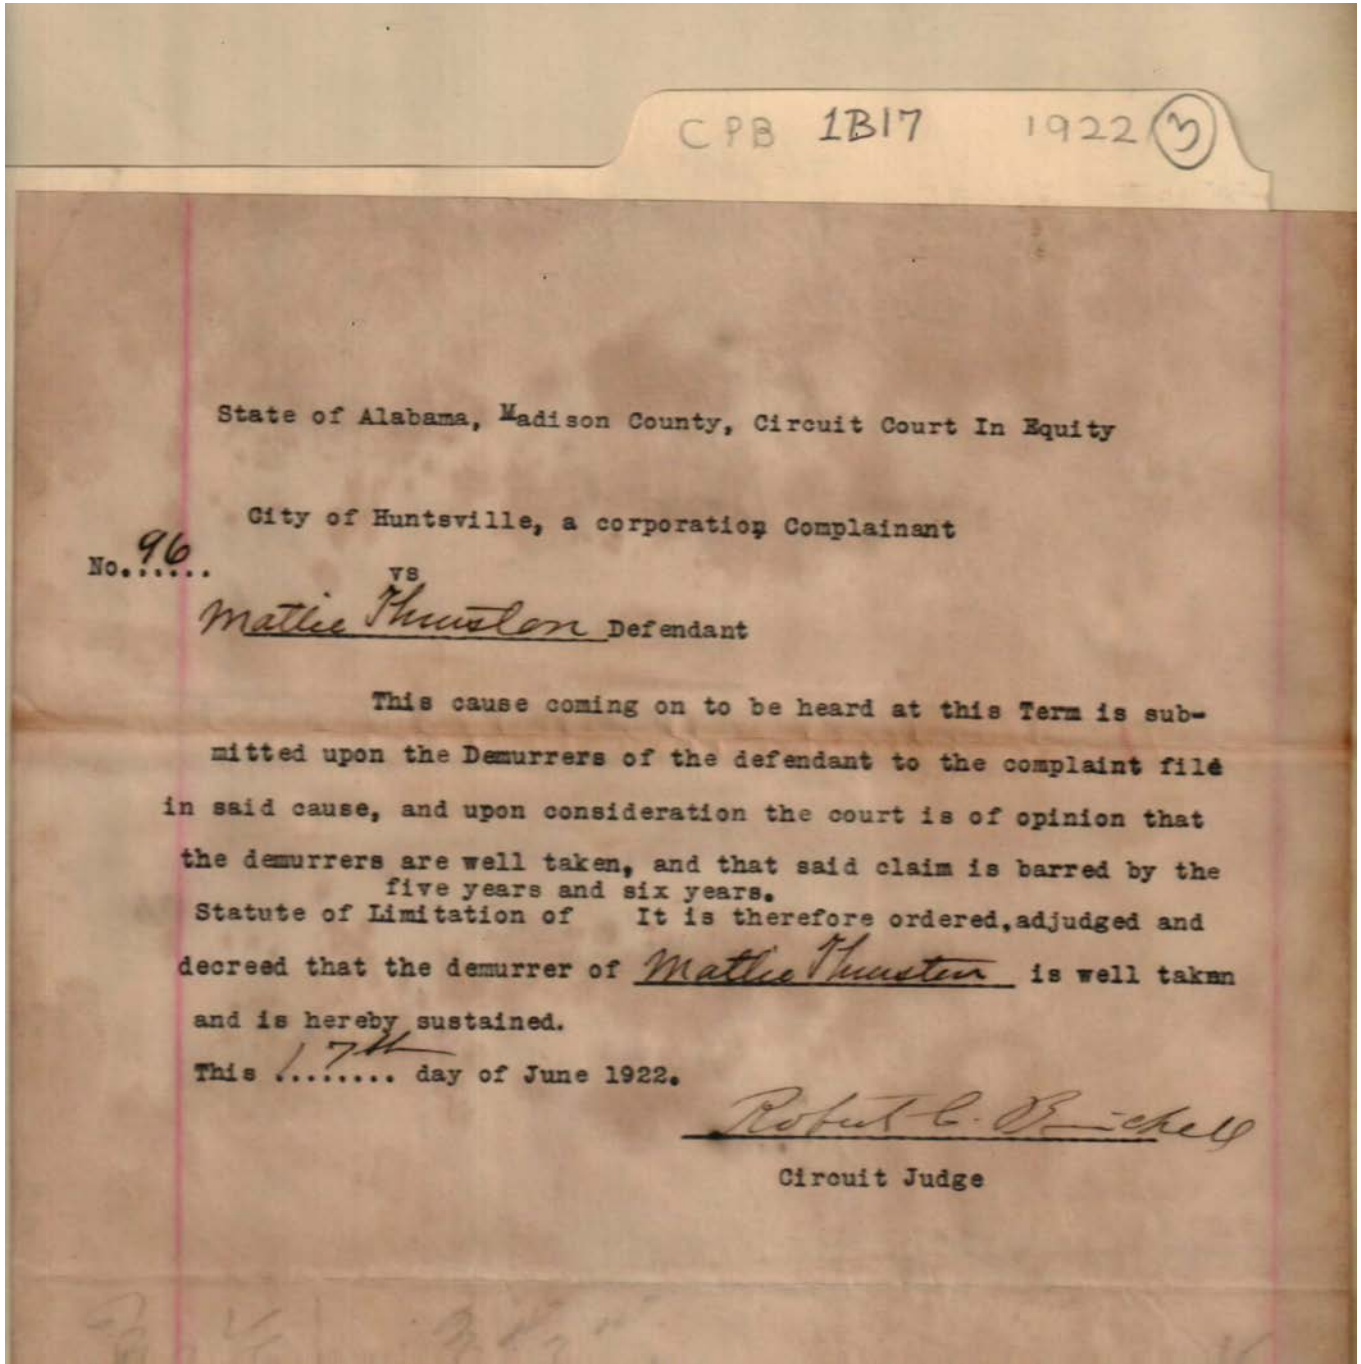 CPB 1B17 1922 3
State of Alabama, Madison County, Circuit Court In Equity
City of Huntsville, a corporation Complainant
No. 96
vs
Mattie Thurston Defendant
This cause coming on to be heard at this Term is sub-
mitted upon the Demurrers of the defendant to the complaint file
in said cause, and upon consideration the court is of opinion that
the demurrers are well taken, and that said claim is barred by the
five years and six years.
Statute of Limitation of It is therefore ordered,adjudged and
decreed that the demurrer of Mattie Thurston is well taken
and is hereby sustained.
This 17th day of June 1922.
Robert C. Brickell
Circuit Judge